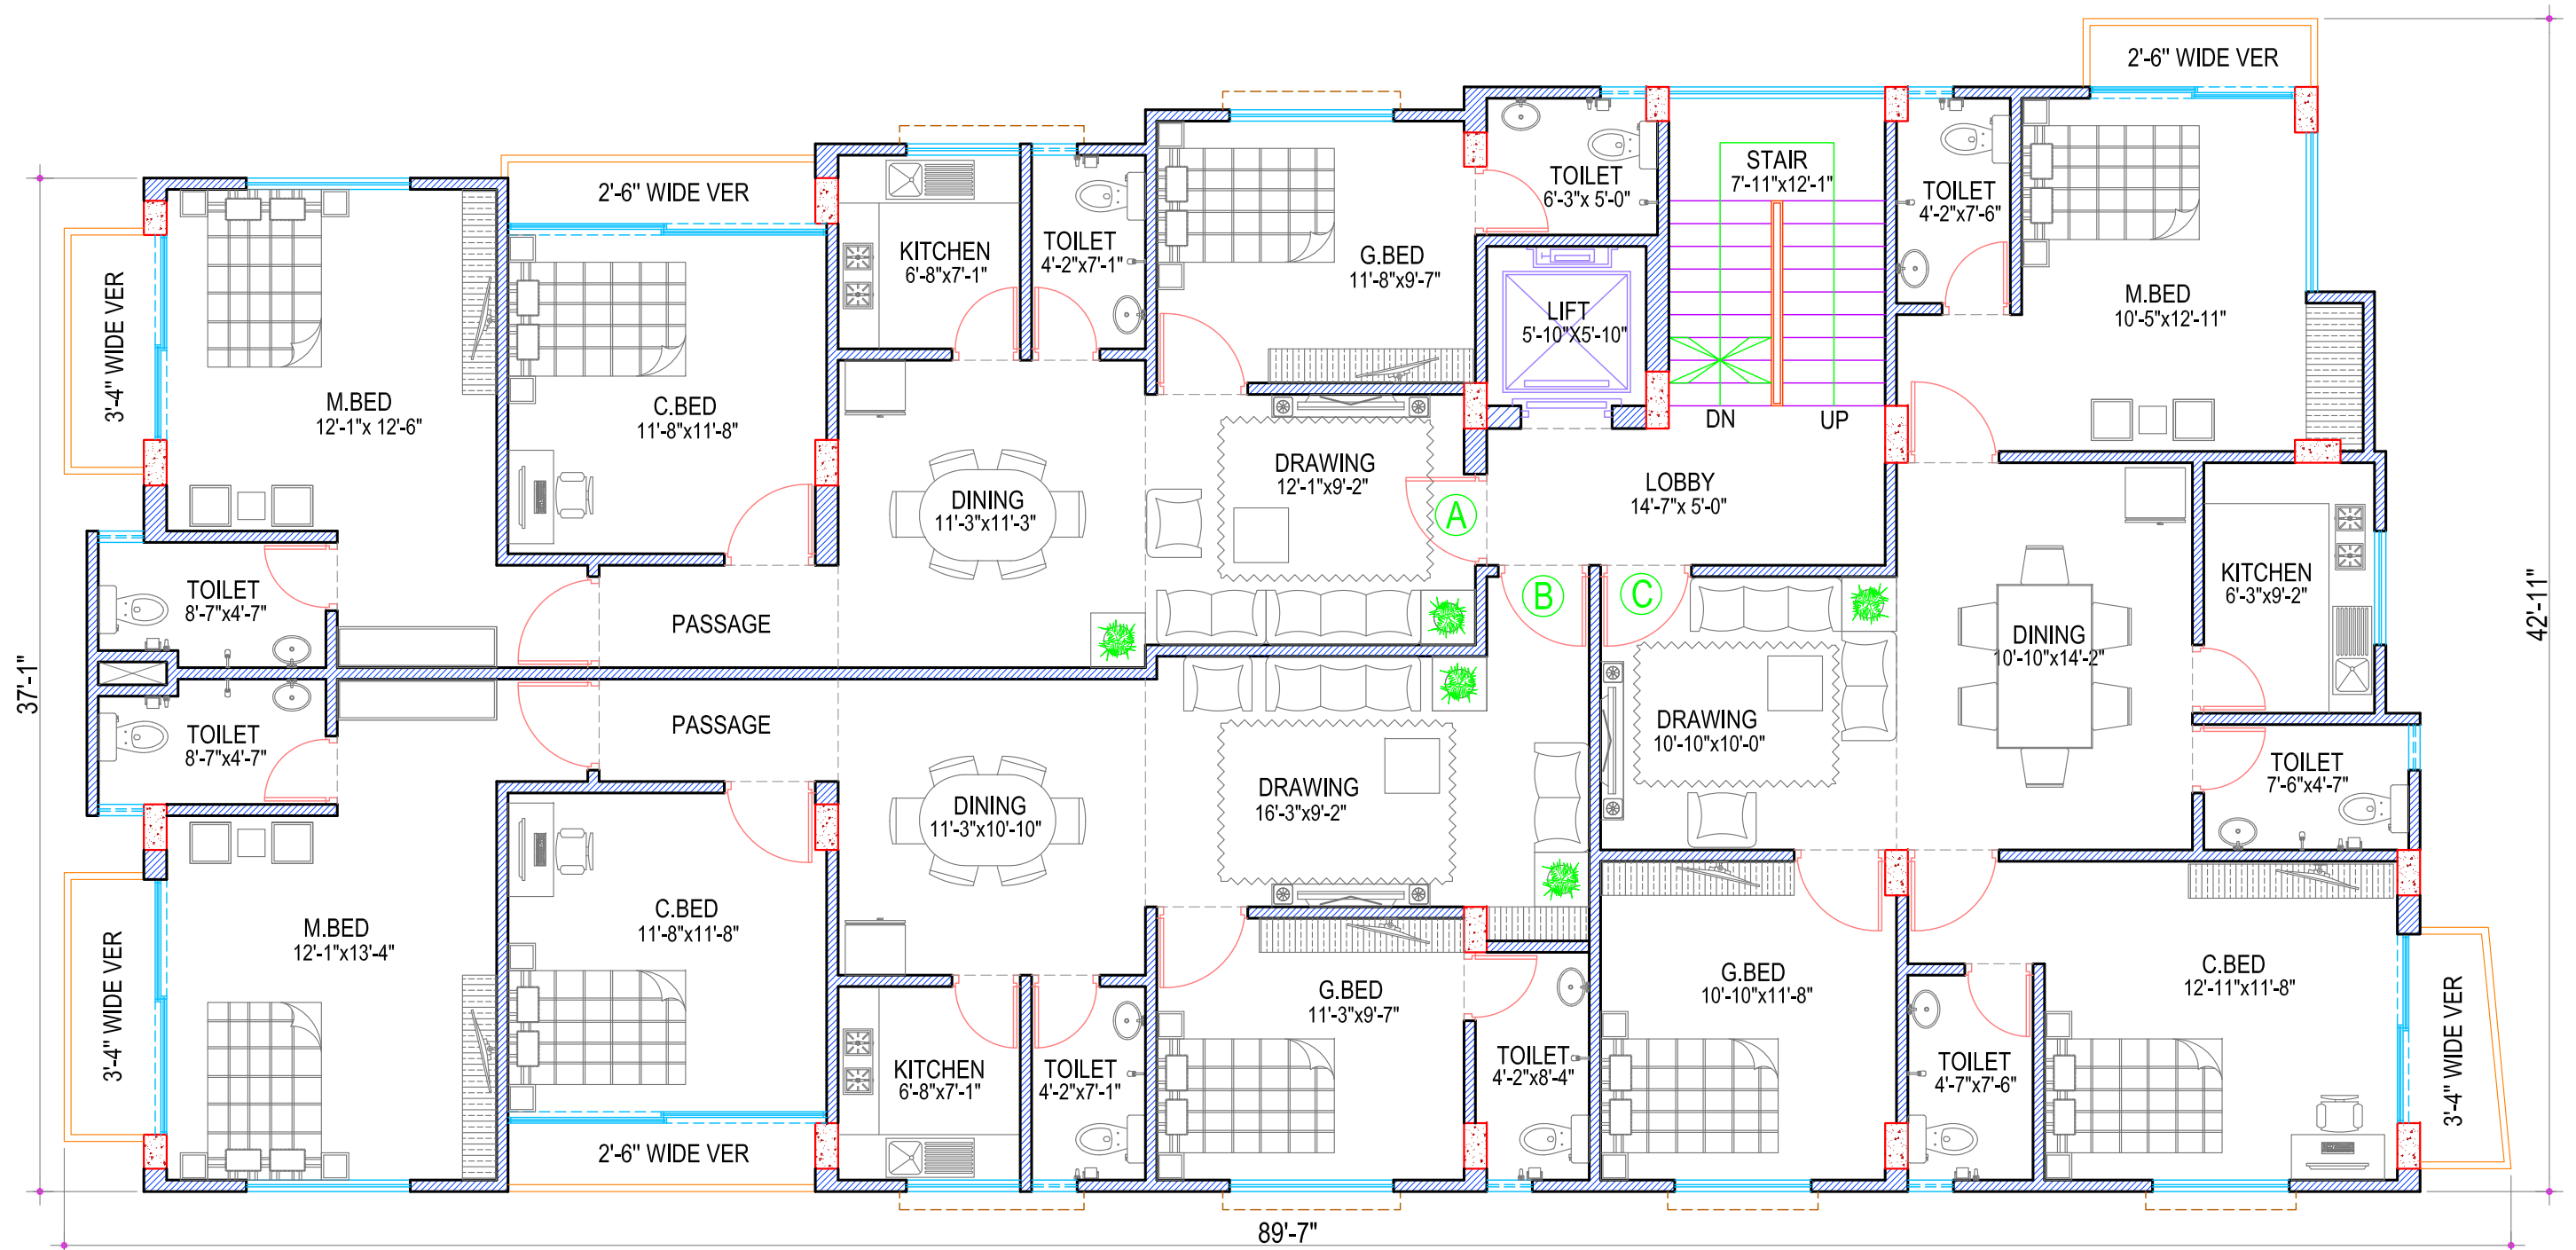 2'-6" WIDE VER
STAIR
7'-11"x12'-1"
TOILET
6'-3"x 5'-0"
TOILET
4'-2"x7'-6"
2'-6" WIDE VER
KITCHEN
6'-8"x7'-1"
TOILET
4'-2"x7'-1"
G.BED
11'-8"x9'-7"
LIFT
5'-10"X5'-10"
M.BED
10'-5"x12'-11"
3'-4" WIDE VER
M.BED
12'-1"x 12'-6"
C.BED
11'-8"x11'-8"
DN
UP
DRAWING
12'-1"x9'-2"
LOBBY
14'-7"x 5'-0"
DINING
11'-3"x11'-3"
A
42'-11"
TOILET
8'-7"x4'-7"
PASSAGE
B
C
KITCHEN
6'-3"x9'-2"
DINING
10'-10"x14'-2"
37'-1"
TOILET
8'-7"x4'-7"
PASSAGE
DRAWING
10'-10"x10'-0"
TOILET
7'-6"x4'-7"
DINING
11'-3"x10'-10"
DRAWING
16'-3"x9'-2"
M.BED
12'-1"x13'-4"
C.BED
11'-8"x11'-8"
3'-4" WIDE VER
G.BED
11'-3"x9'-7"
G.BED
10'-10"x11'-8"
C.BED
12'-11"x11'-8"
3'-4" WIDE VER
KITCHEN
6'-8"x7'-1"
TOILET
4'-2"x7'-1"
TOILET
4'-2"x8'-4"
TOILET
4'-7"x7'-6"
2'-6" WIDE VER
89'-7"